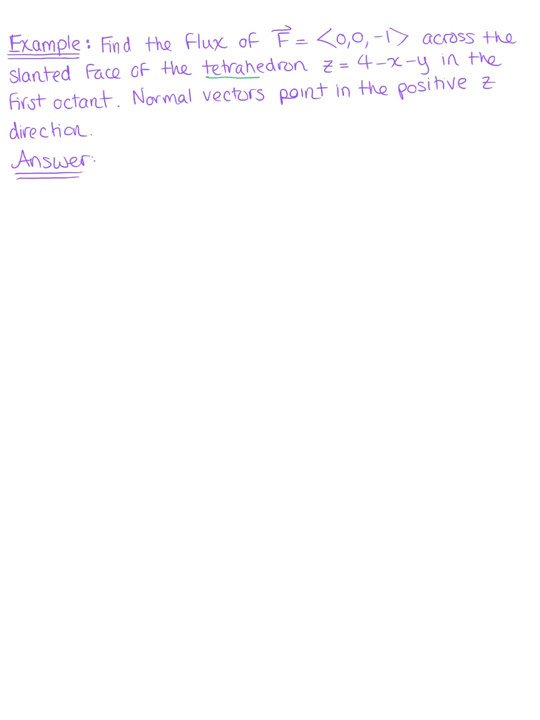 Example: Find the flux of F⃗ = <0,0,-1> across the
slanted face of the tetrahedron z = 4-x-y in the
first octant. Normal vectors point in the positive z
direction.
Answer: